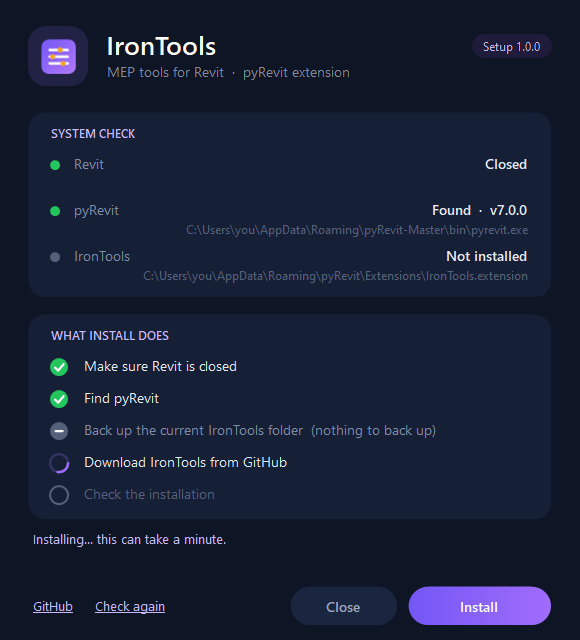 IronTools
MEP tools for Revit · pyRevit extension
Setup 1.0.0
SYSTEM CHECK
Revit Closed
pyRevit Found · v7.0.0
C:\Users\you\AppData\Roaming\pyRevit-Master\bin\pyrevit.exe
IronTools Not installed
C:\Users\you\AppData\Roaming\pyRevit\Extensions\IronTools.extension
WHAT INSTALL DOES
Make sure Revit is closed
Find pyRevit
Back up the current IronTools folder (nothing to back up)
Download IronTools from GitHub
Check the installation
Installing... this can take a minute.
GitHub Check again Close Install